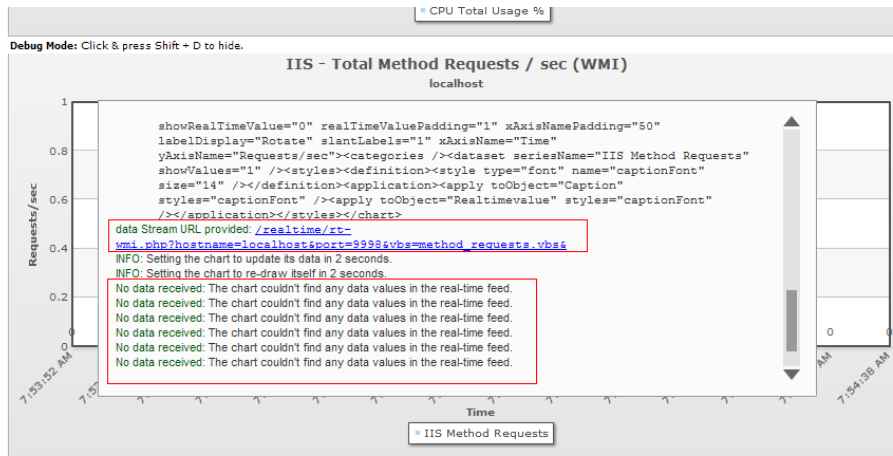 CPU Total Usage %
Debug Mode: Click & press Shift + D to hide.
IIS - Total Method Requests / sec (WMI)
localhost
showRealTimeValue="0" realTimeValuePadding="1" xAxisNamePadding="50"
labelDisplay="Rotate" slantLabels="1" xAxisName="Time"
yAxisName="Requests/sec"><categories /><dataset seriesName="IIS Method Requests"
showValues="1" /><styles><definition><style type="font" name="captionFont"
size="14" /></definition><application><apply toObject="Caption"
styles="captionFont" /><apply toObject="Realtimevalue" styles="captionFont"
/></application></styles></chart>
data Stream URL provided: /realtime/rt-
wmi.php?hostname=localhost&port=9998&vbs=method_requests.vbs&
INFO: Setting the chart to update its data in 2 seconds.
INFO: Setting the chart to re-draw itself in 2 seconds.
No data received: The chart couldn't find any data values in the real-time feed.
No data received: The chart couldn't find any data values in the real-time feed.
No data received: The chart couldn't find any data values in the real-time feed.
No data received: The chart couldn't find any data values in the real-time feed.
No data received: The chart couldn't find any data values in the real-time feed.
No data received: The chart couldn't find any data values in the real-time feed.
Requests/sec
1
0.8
0.6
0.4
0.2
0
0
0
0
7:53:52 AM
7:54:38 AM
Time
IIS Method Requests